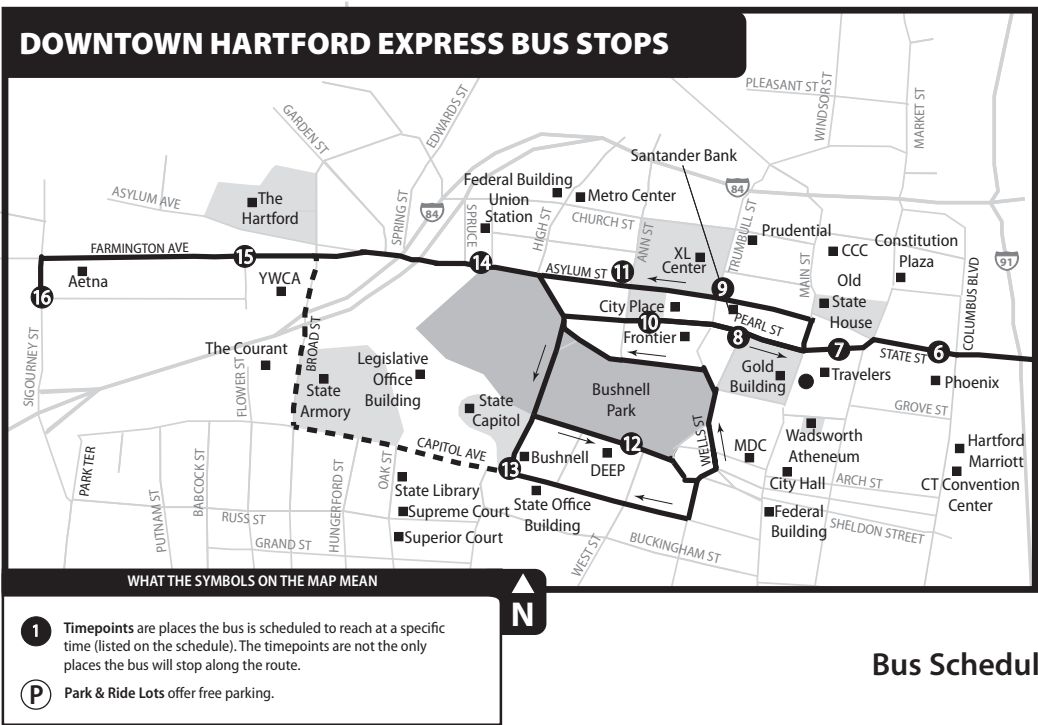 DOWNTOWN HARTFORD EXPRESS BUS STOPS
PLEASANT ST
WINDSOR ST
MARKET ST
GARDEN ST
EDWARDS ST
Santander Bank
84
ASYLUM AVE
The
Hartford
SPRING ST
84
SPRUCE
Federal Building
Union
Station
Metro Center
HIGH ST
CHURCH ST
ANN ST
TRUMBULL ST
Prudential
MAIN ST
CCC
Constitution
Plaza
COLUMBUS BLVD
91
FARMINGTON AVE
15
14
ASYLUM ST
11
XL
Center
9
Old
State
House
Aetna
YWCA
16
City Place
10
Frontier
PEARL ST
8
7
STATE ST
6
SIGOURNEY ST
The Courant
FLOWER ST
BROAD ST
State
Armory
Legislative
Office
Building
State
Capitol
Bushnell
Park
Gold
Building
Travelers
Phoenix
GROVE ST
WELLS ST
12
CAPITOL AVE
13
Bushnell
DEEP
MDC
Wadsworth
Atheneum
Hartford
Marriott
CT Convention
Center
PARK TER
PUTNAM ST
BABCOCK ST
HUNGERFORD ST
OAK ST
State Library
Supreme Court
Superior Court
State Office
Building
City Hall
ARCH ST
Federal
Building
SHELDON STREET
RUSS ST
GRAND ST
WEST ST
BUCKINGHAM ST
WHAT THE SYMBOLS ON THE MAP MEAN
N
1
Timepoints are places the bus is scheduled to reach at a specific
time (listed on the schedule). The timepoints are not the only
places the bus will stop along the route.
P
Park & Ride Lots offer free parking.
Bus Schedul